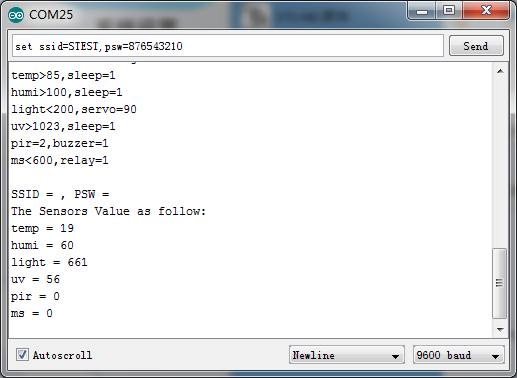 COM25
set ssid=STEST,psw=876543210
Send
temp>85,sleep=1
humi>100,sleep=1
light<200,servo=90
uv>1023,sleep=1
pir=2,buzzer=1
ms<600,relay=1
SSID = , PSW =
The Sensors Value as follow:
temp = 19
humi = 60
light = 661
uv = 56
pir = 0
ms = 0
Autoscroll
Newline
9600 baud